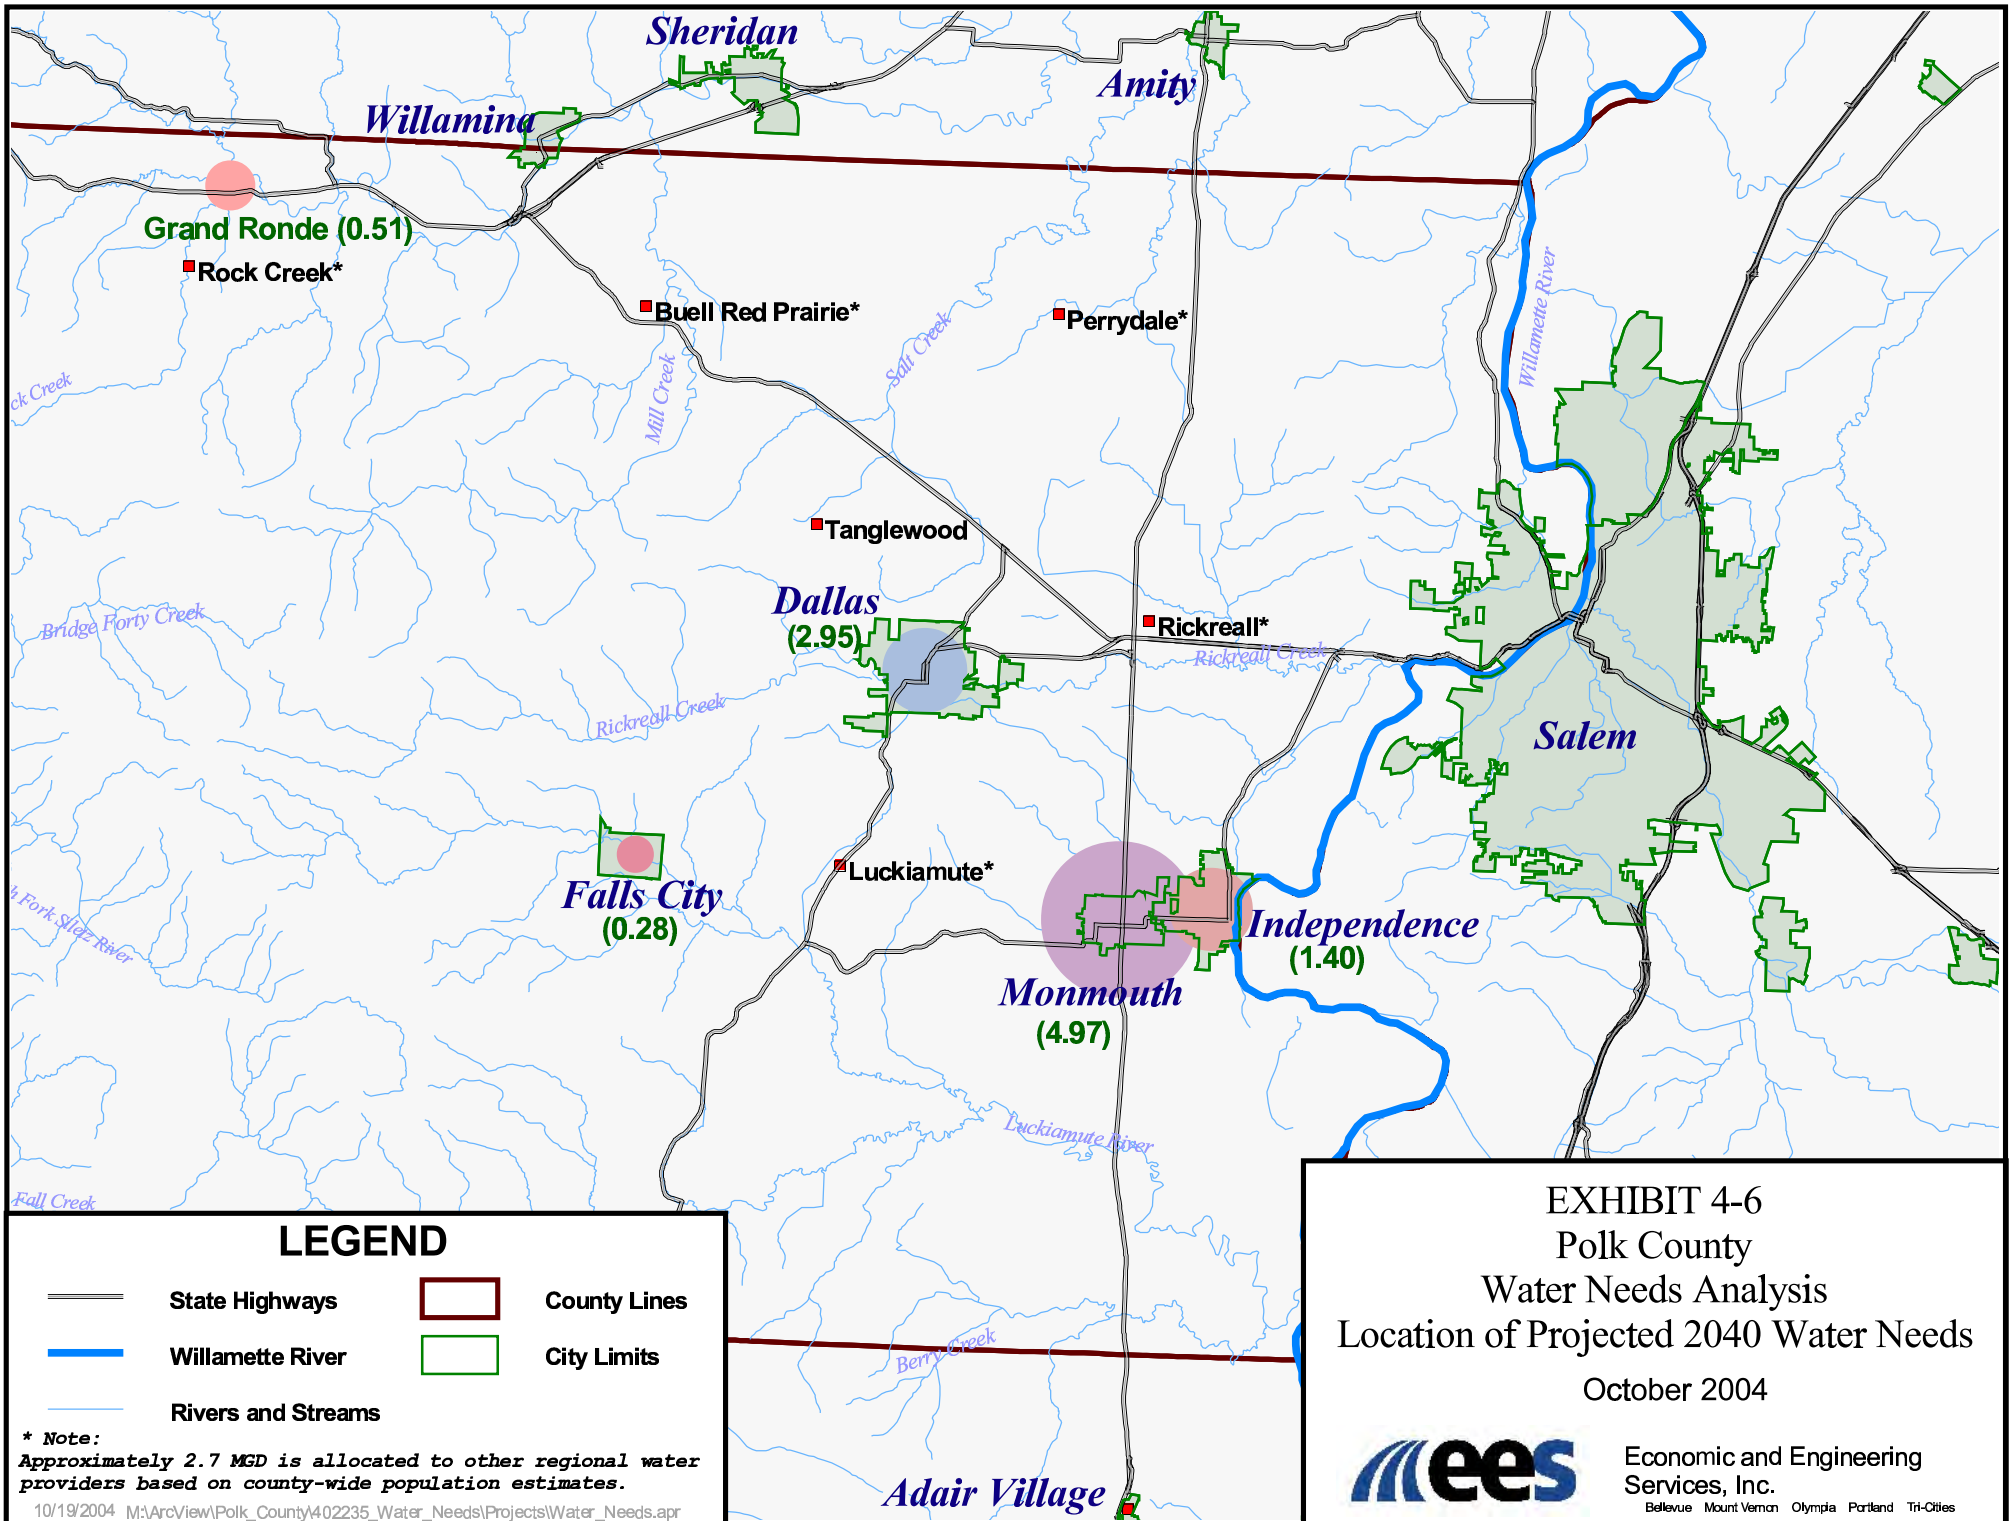 Sheridan
Amity
Willamina
Grand Ronde (0.51)
Rock Creek*
Buell Red Prairie*
Perrydale*
Willamette River
Salt Creek
Mill Creek
ck Creek
Tanglewood
Dallas
(2.95)
Rickreall*
Rickreall Creek
Bridge Forty Creek
Rickreall Creek
Salem
Luckiamute*
Falls City
(0.28)
h Fork Siletz River
Independence
(1.40)
Monmouth
(4.97)
Luckiamute River
Fall Creek
Berry Creek
Adair Village
LEGEND
State Highways
County Lines
Willamette River
City Limits
Rivers and Streams
* Note:
Approximately 2.7 MGD is allocated to other regional water
providers based on county-wide population estimates.
10/19/2004 M:\ArcView\Polk_County\402235_Water_Needs\Projects\Water_Needs.apr
EXHIBIT 4-6
Polk County
Water Needs Analysis
Location of Projected 2040 Water Needs
October 2004
ees
Economic and Engineering
Services, Inc.
Bellevue Mount Vernon Olympia Portland Tri-Cities